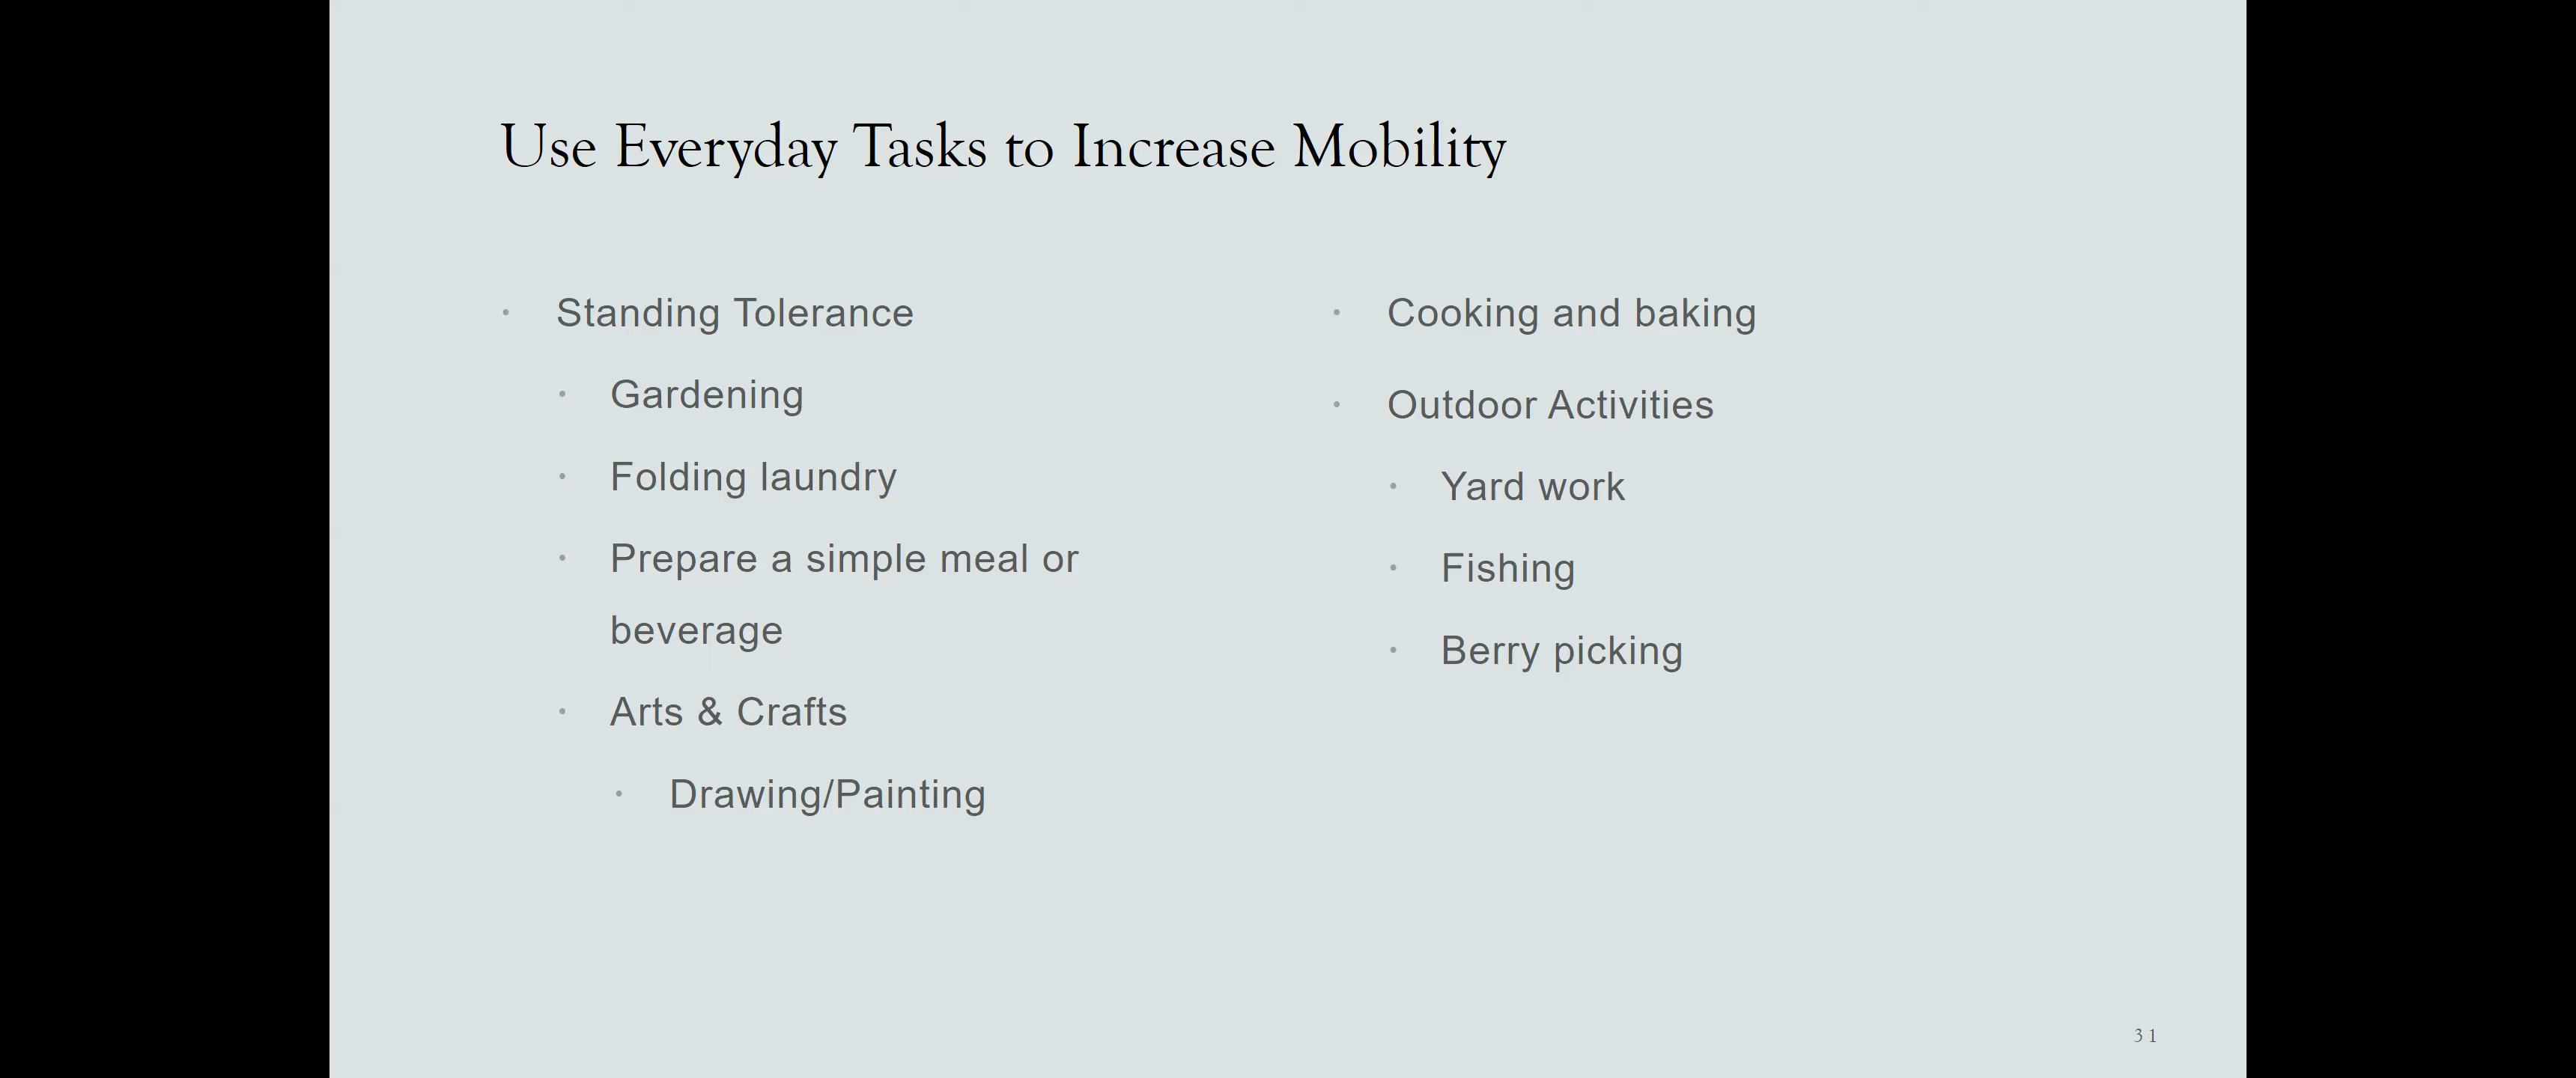 Use Everyday Tasks to Increase Mobility
Standing Tolerance
Gardening
Folding laundry
Prepare a simple meal or
beverage
Arts & Crafts
Drawing/Painting
Cooking and baking
Outdoor Activities
Yard work
Fishing
Berry picking
31